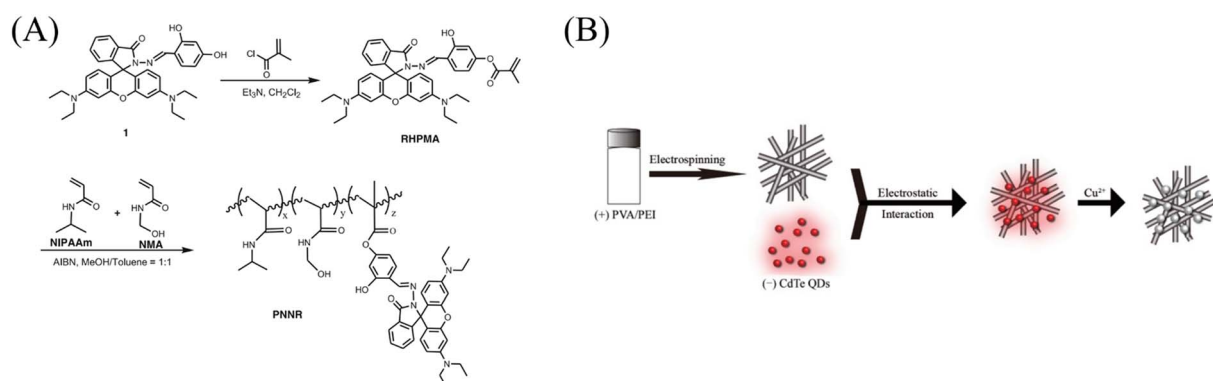 (A)
O
N
N
HO
OH
N
O
N
1
Cl
O
Et₃N, CH₂Cl₂
O
N
N
HO
O
O
N
O
N
RHPMA
HN
O
NIPAAm
+
HN
O
OH
NMA
AIBN, MeOH/Toluene = 1:1
x
y
z
HN
O
HN
O
OH
O
O
HO
N
N
O
N
O
N
PNNR
(B)
(+) PVA/PEI
Electrospinning
(−) CdTe QDs
Electrostatic
Interaction
Cu²⁺